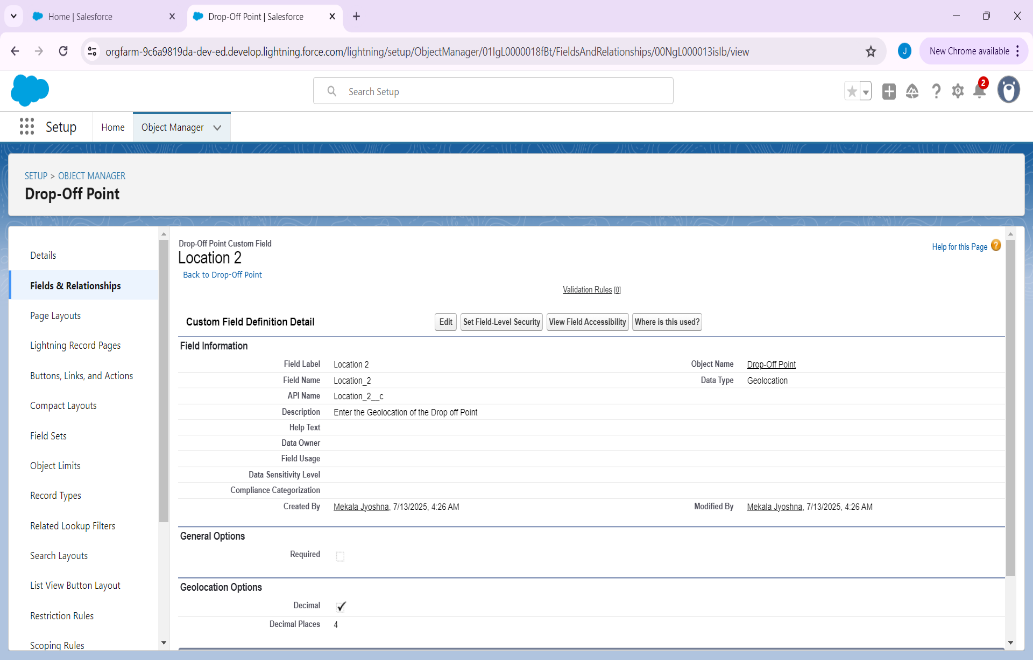 Home | Salesforce
Drop-Off Point | Salesforce
orgfarm-9c6a9819da-dev-ed.develop.lightning.force.com/lightning/setup/ObjectManager/01IgL0000018fBt/FieldsAndRelationships/00NgL000013islb/view
J
New Chrome available
Search Setup
2
Setup
Home
Object Manager
SETUP > OBJECT MANAGER
Drop-Off Point
Details
Fields & Relationships
Page Layouts
Lightning Record Pages
Buttons, Links, and Actions
Compact Layouts
Field Sets
Object Limits
Record Types
Related Lookup Filters
Search Layouts
List View Button Layout
Restriction Rules
Scoping Rules
Drop-Off Point Custom Field
Location 2
Back to Drop-Off Point
Help for this Page ?
Validation Rules [0]
Custom Field Definition Detail
Edit
Set Field-Level Security
View Field Accessibility
Where is this used?
Field Information
Field Label Location 2 Object Name Drop-Off Point
Field Name Location_2 Data Type Geolocation
API Name Location_2__c
Description Enter the Geolocation of the Drop off Point
Help Text
Data Owner
Field Usage
Data Sensitivity Level
Compliance Categorization
Created By Mekala Jyoshna, 7/13/2025, 4:26 AM Modified By Mekala Jyoshna, 7/13/2025, 4:26 AM
General Options
Required
Geolocation Options
Decimal ✓
Decimal Places 4